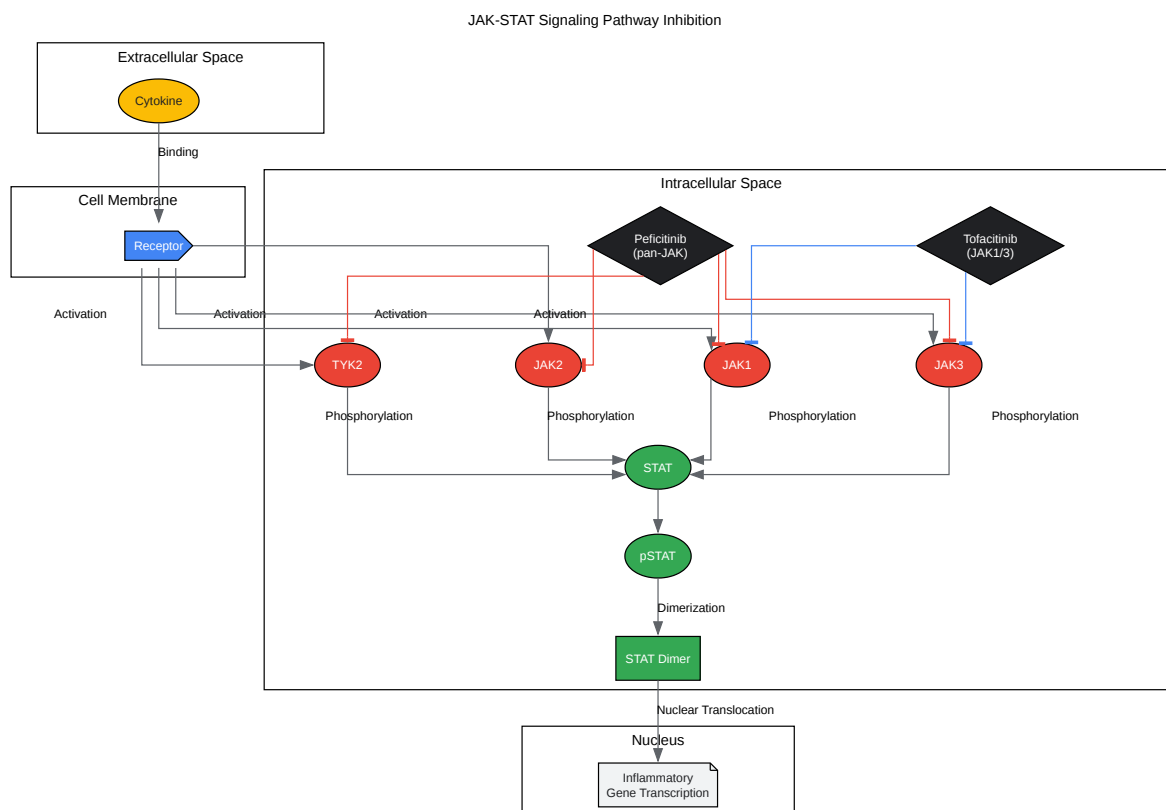 JAK-STAT Signaling Pathway Inhibition
Extracellular Space
Cytokine
Binding
Cell Membrane
Receptor
Intracellular Space
Peficitinib
(pan-JAK)
Tofacitinib
(JAK1/3)
Activation
Activation
Activation
Activation
TYK2
JAK2
JAK1
JAK3
Phosphorylation
Phosphorylation
Phosphorylation
Phosphorylation
STAT
pSTAT
Dimerization
STAT Dimer
Nuclear Translocation
Nucleus
Inflammatory
Gene Transcription